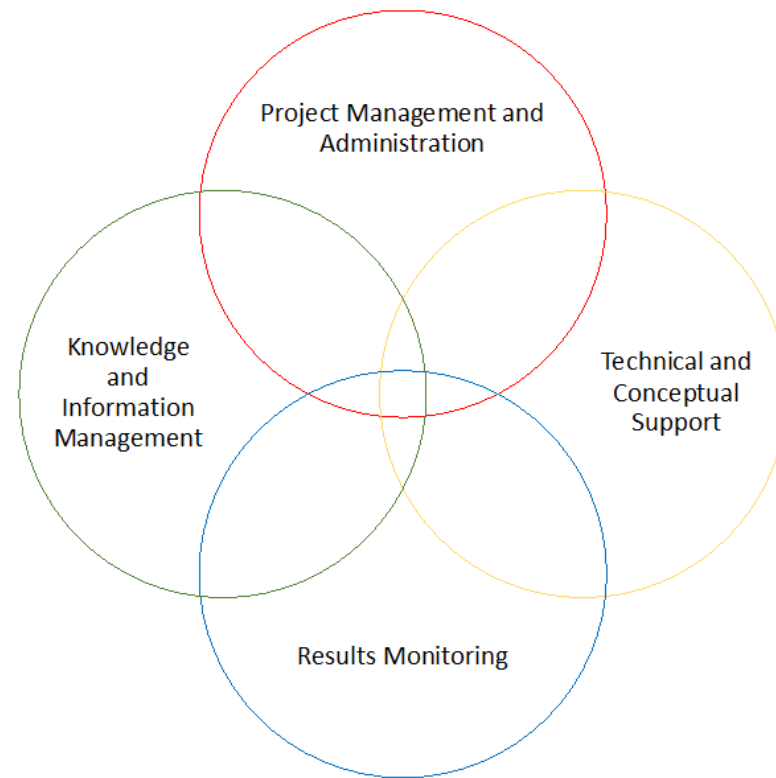 Project Management and
Administration
Knowledge
and
Information
Management
Technical and
Conceptual
Support
Results Monitoring